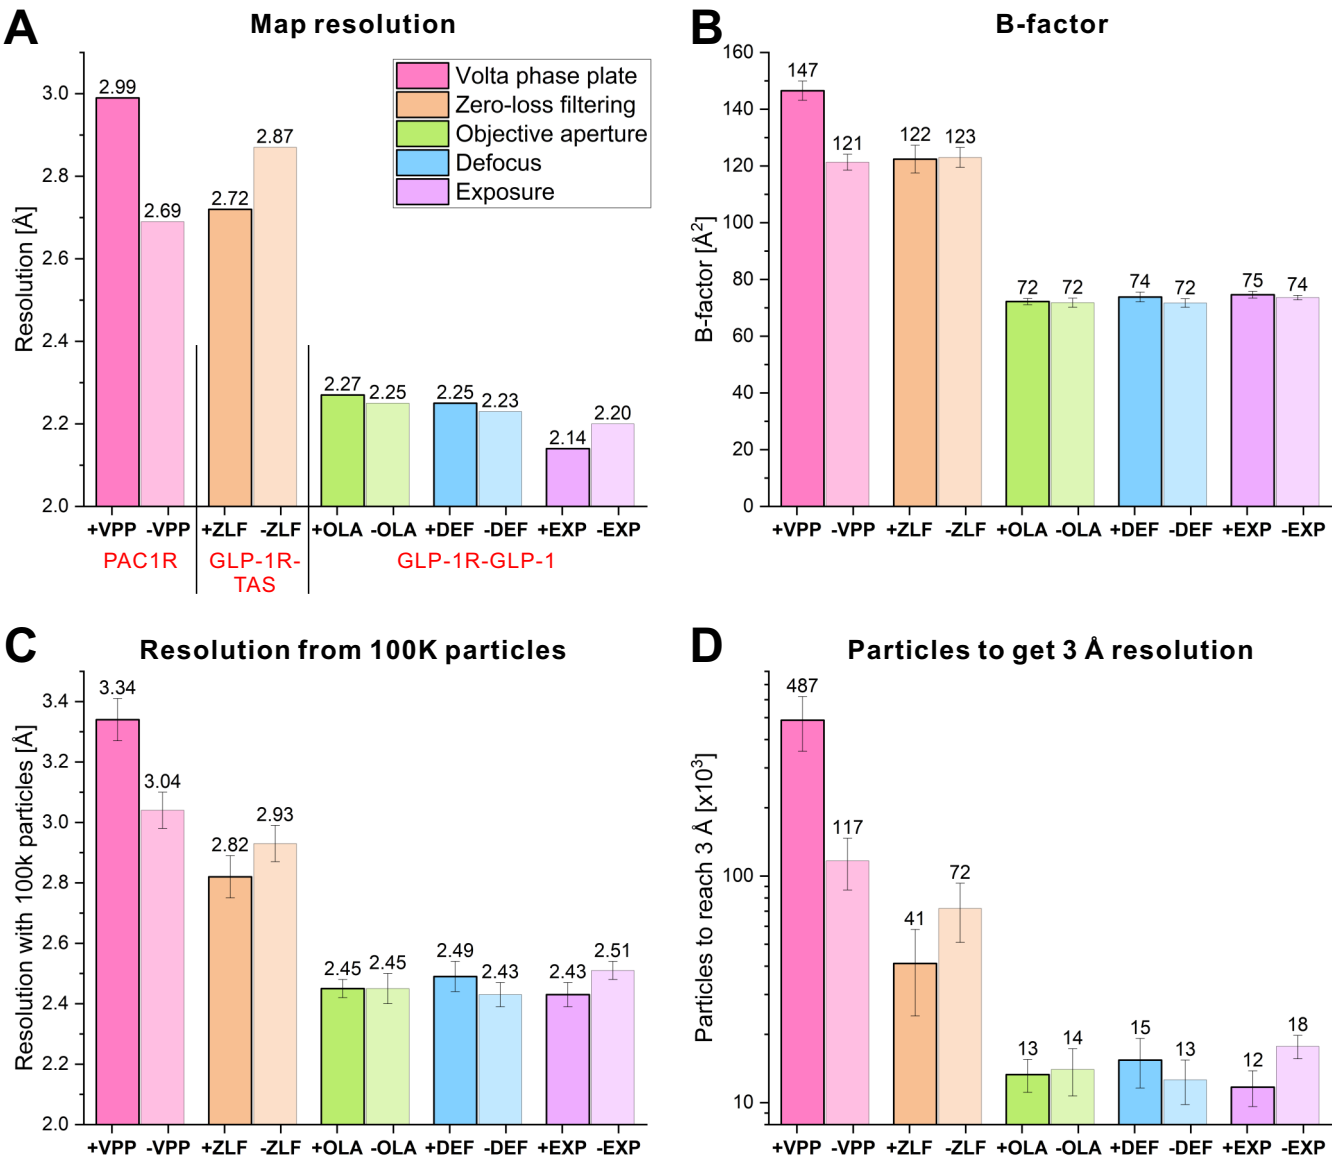 A
Map resolution
Resolution [Å]
3.0
2.8
2.6
2.4
2.2
2.0
2.99
2.69
2.72
2.87
2.27
2.25
2.25
2.23
2.14
2.20
Volta phase plate
Zero-loss filtering
Objective aperture
Defocus
Exposure
+VPP -VPP +ZLF -ZLF +OLA -OLA +DEF -DEF +EXP -EXP
PAC1R
GLP-1R-
TAS
GLP-1R-GLP-1
B
B-factor
B-factor [Å²]
160
140
120
100
80
60
40
20
0
147
121
122
123
72
72
74
72
75
74
+VPP -VPP +ZLF -ZLF +OLA -OLA +DEF -DEF +EXP -EXP
C
Resolution from 100K particles
Resolution with 100k particles [Å]
3.4
3.2
3.0
2.8
2.6
2.4
2.2
2.0
3.34
3.04
2.82
2.93
2.45
2.45
2.49
2.43
2.43
2.51
+VPP -VPP +ZLF -ZLF +OLA -OLA +DEF -DEF +EXP -EXP
D
Particles to get 3 Å resolution
Particles to reach 3 Å [x10³]
100
10
487
117
41
72
13
14
15
13
12
18
+VPP -VPP +ZLF -ZLF +OLA -OLA +DEF -DEF +EXP -EXP